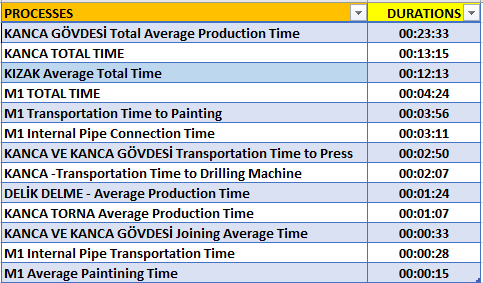 PROCESSES DURATIONS
KANCA GÖVDESİ Total Average Production Time 00:23:33
KANCA TOTAL TIME 00:13:15
KIZAK Average Total Time 00:12:13
M1 TOTAL TIME 00:04:24
M1 Transportation Time to Painting 00:03:56
M1 Internal Pipe Connection Time 00:03:11
KANCA VE KANCA GÖVDESİ Transportation Time to Press 00:02:50
KANCA -Transportation Time to Drilling Machine 00:02:07
DELİK DELME - Average Production Time 00:01:24
KANCA TORNA Average Production Time 00:01:07
KANCA VE KANCA GÖVDESİ Joining Average Time 00:00:33
M1 Internal Pipe Transportation Time 00:00:28
M1 Average Paintining Time 00:00:15